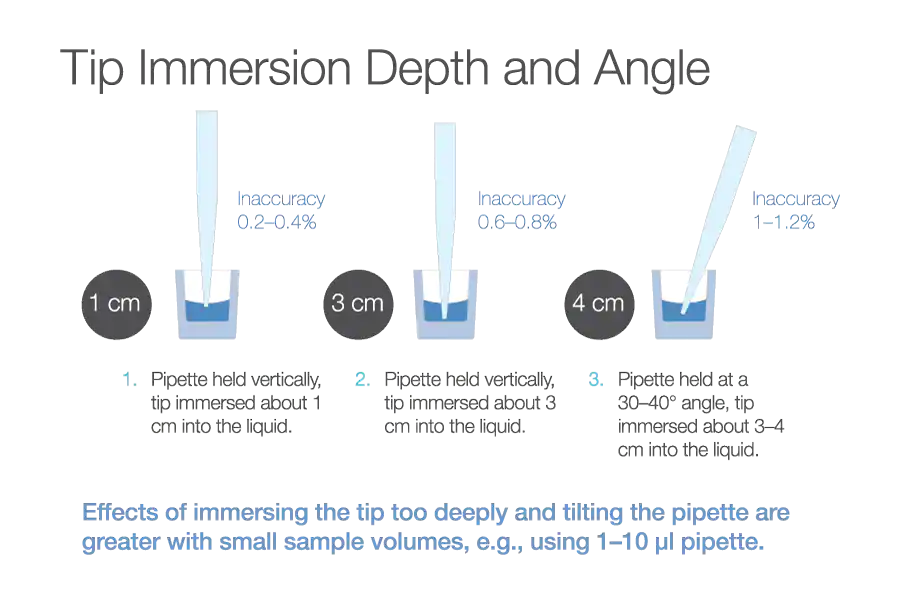 Tip Immersion Depth and Angle
Inaccuracy
0.2–0.4%
Inaccuracy
0.6–0.8%
Inaccuracy
1–1.2%
1 cm
3 cm
4 cm
1. Pipette held vertically,
tip immersed about 1
cm into the liquid.
2. Pipette held vertically,
tip immersed about 3
cm into the liquid.
3. Pipette held at a
30–40° angle, tip
immersed about 3–4
cm into the liquid.
Effects of immersing the tip too deeply and tilting the pipette are
greater with small sample volumes, e.g., using 1–10 µl pipette.